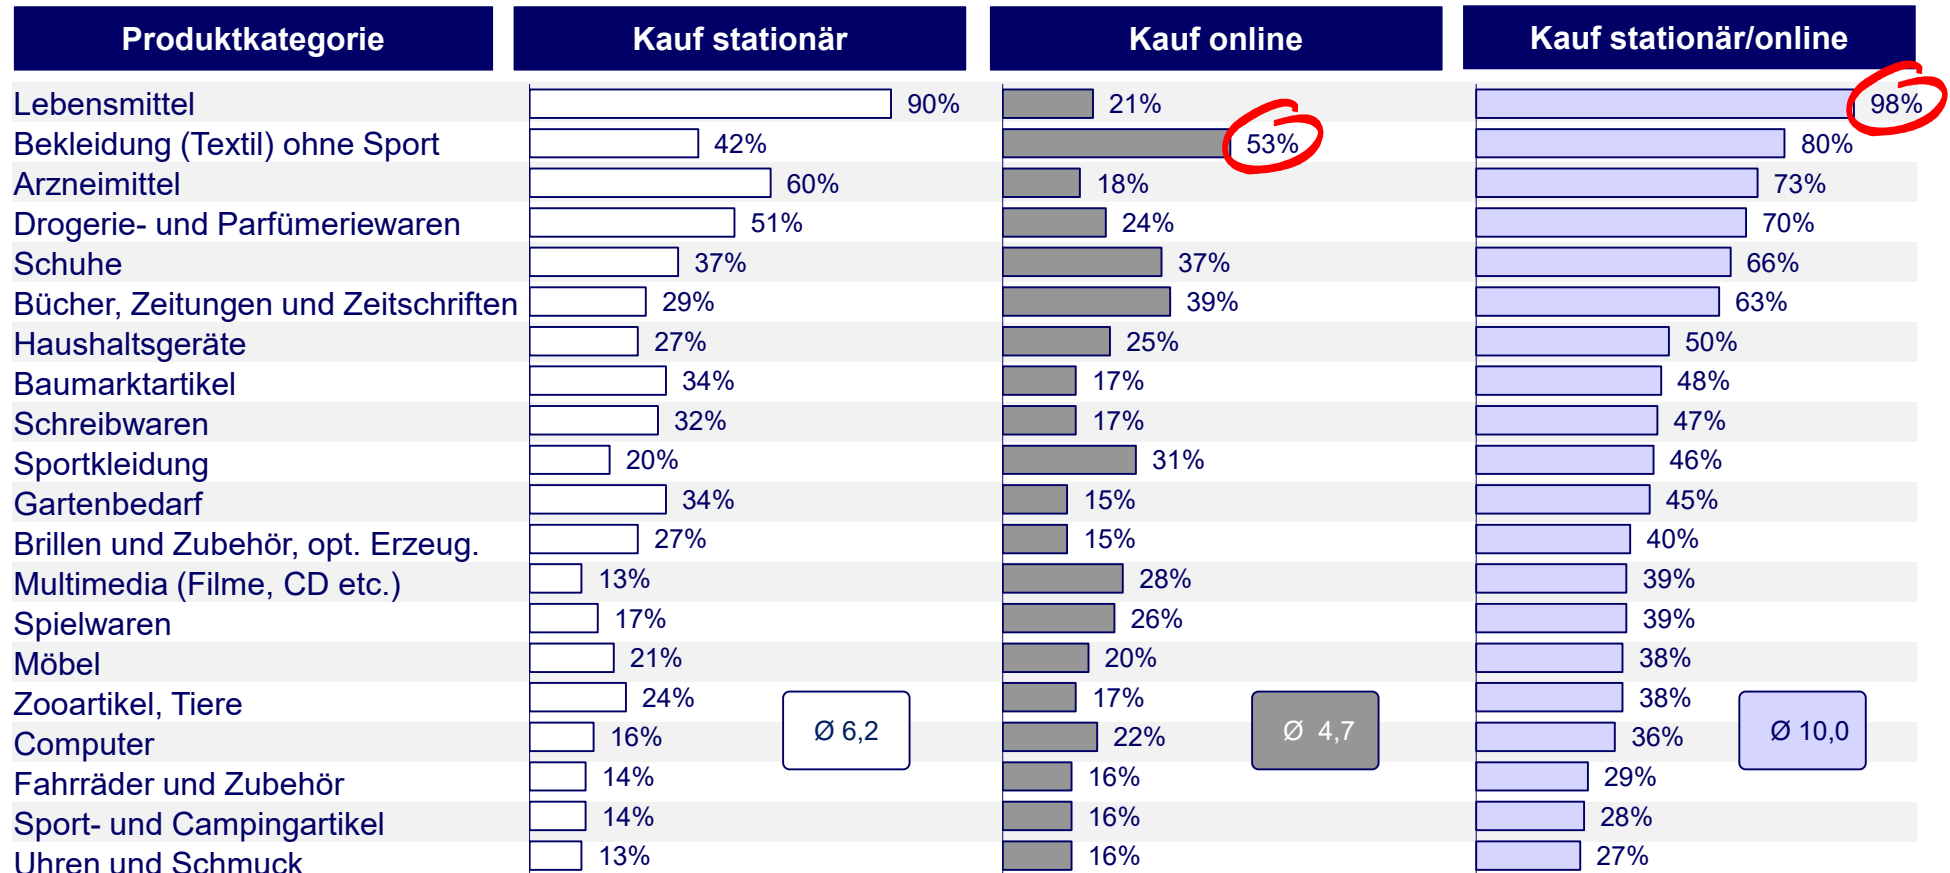 Produktkategorie Kauf stationär Kauf online Kauf stationär/online
Lebensmittel 90% 21% 98%
Bekleidung (Textil) ohne Sport 42% 53% 80%
Arzneimittel 60% 18% 73%
Drogerie- und Parfümeriewaren 51% 24% 70%
Schuhe 37% 37% 66%
Bücher, Zeitungen und Zeitschriften 29% 39% 63%
Haushaltsgeräte 27% 25% 50%
Baumarktartikel 34% 17% 48%
Schreibwaren 32% 17% 47%
Sportkleidung 20% 31% 46%
Gartenbedarf 34% 15% 45%
Brillen und Zubehör, opt. Erzeug. 27% 15% 40%
Multimedia (Filme, CD etc.) 13% 28% 39%
Spielwaren 17% 26% 39%
Möbel 21% 20% 38%
Zooartikel, Tiere 24% 17% 38%
Computer 16% Ø 6,2 22% Ø 4,7 36% Ø 10,0
Fahrräder und Zubehör 14% 16% 29%
Sport- und Campingartikel 14% 16% 28%
Uhren und Schmuck 13% 16% 27%